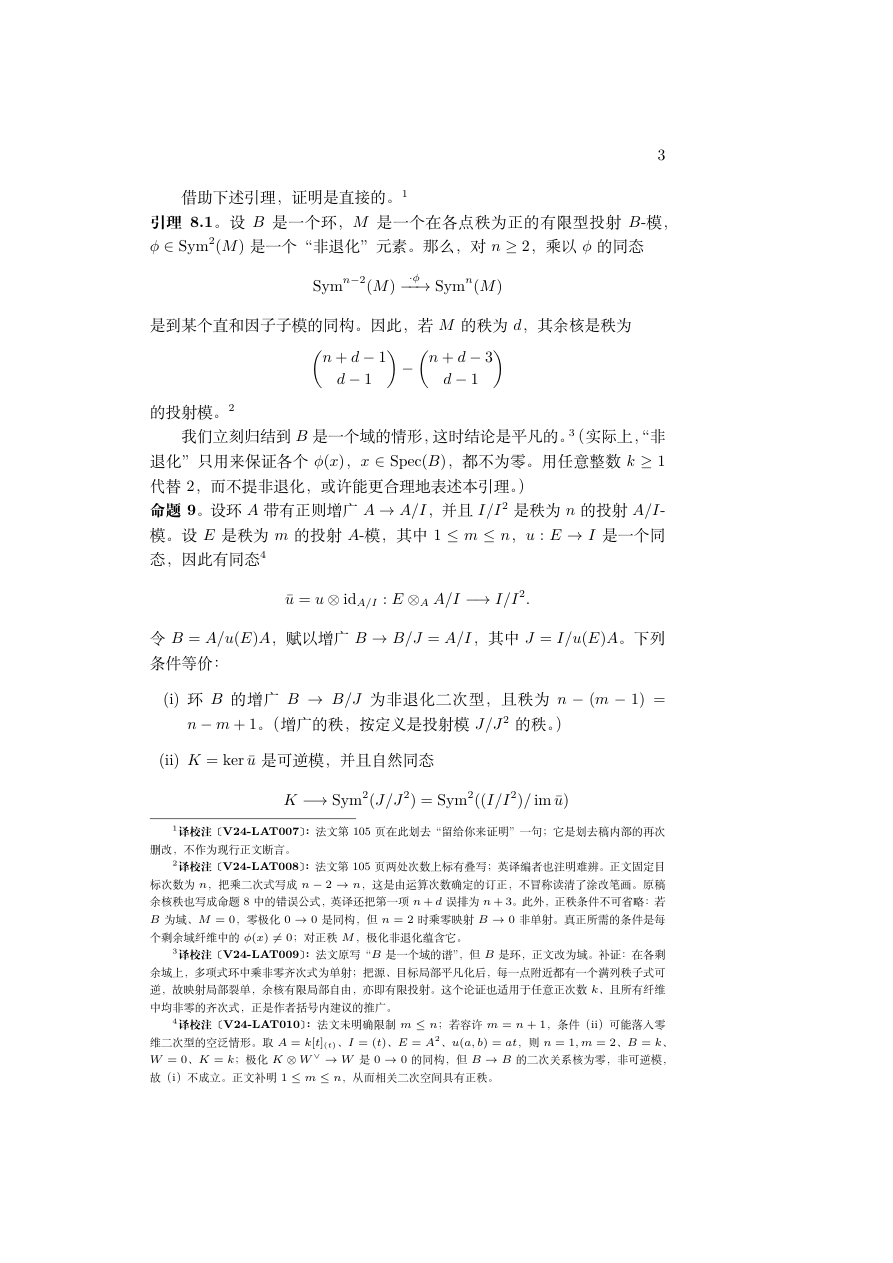 3
借助下述引理，证明是直接的。¹
引理 8.1。设 B 是一个环，M 是一个在各点秩为正的有限型投射 B-模，
ϕ ∈ Sym²(M) 是一个 “非退化” 元素。那么，对 n ≥ 2，乘以 ϕ 的同态
Symⁿ⁻²(M) —·ϕ→ Symⁿ(M)
是到某个直和因子子模的同构。因此，若 M 的秩为 d，其余核是秩为
(n + d − 1 / d − 1) − (n + d − 3 / d − 1)
的投射模。²
我们立刻归结到 B 是一个域的情形，这时结论是平凡的。³（实际上，“非
退化” 只用来保证各个 ϕ(x)，x ∈ Spec(B)，都不为零。用任意整数 k ≥ 1
代替 2，而不提非退化，或许能更合理地表述本引理。）
命题 9。设环 A 带有正则增广 A → A/I，并且 I/I² 是秩为 n 的投射 A/I-
模。设 E 是秩为 m 的投射 A-模，其中 1 ≤ m ≤ n，u : E → I 是一个同
态，因此有同态⁴
ū = u ⊗ id_{A/I} : E ⊗_A A/I ⟶ I/I².
令 B = A/u(E)A，赋以增广 B → B/J = A/I，其中 J = I/u(E)A。下列
条件等价：
(i) 环 B 的增广 B → B/J 为非退化二次型，且秩为 n − (m − 1) =
n − m + 1。（增广的秩，按定义是投射模 J/J² 的秩。）
(ii) K = ker ū 是可逆模，并且自然同态
K ⟶ Sym²(J/J²) = Sym²((I/I²)/ im ū)
¹译校注〔V24-LAT007〕：法文第 105 页在此划去 “留给你来证明” 一句；它是划去稿内部的再次
删改，不作为现行正文断言。
²译校注〔V24-LAT008〕：法文第 105 页两处次数上标有叠写；英译编者也注明难辨。正文固定目
标次数为 n，把乘二次式写成 n − 2 → n，这是由运算次数确定的订正，不冒称读清了涂改笔画。原稿
余核秩也写成命题 8 中的错误公式，英译还把第一项 n + d 误排为 n + 3。此外，正秩条件不可省略：若
B 为域、M = 0，零极化 0 → 0 是同构，但 n = 2 时乘零映射 B → 0 非单射。真正所需的条件是每
个剩余域纤维中的 ϕ(x) ≠ 0；对正秩 M，极化非退化蕴含它。
³译校注〔V24-LAT009〕：法文原写 “B 是一个域的谱”，但 B 是环，正文改为域。补证：在各剩
余域上，多项式环中乘非零齐次式为单射；把源、目标局部平凡化后，每一点附近都有一个满列秩子式可
逆，故映射局部裂单，余核有限局部自由，亦即有限投射。这个论证也适用于任意正次数 k、且所有纤维
中均非零的齐次式，正是作者括号内建议的推广。
⁴译校注〔V24-LAT010〕：法文未明确限制 m ≤ n；若容许 m = n + 1，条件（ii）可能落入零
维二次型的空泛情形。取 A = k[t]₍t₎、I = (t)、E = A²、u(a, b) = at，则 n = 1, m = 2、B = k、
W = 0、K = k；极化 K ⊗ W^∨ → W 是 0 → 0 的同构，但 B → B 的二次关系核为零，非可逆模，
故（i）不成立。正文补明 1 ≤ m ≤ n，从而相关二次空间具有正秩。